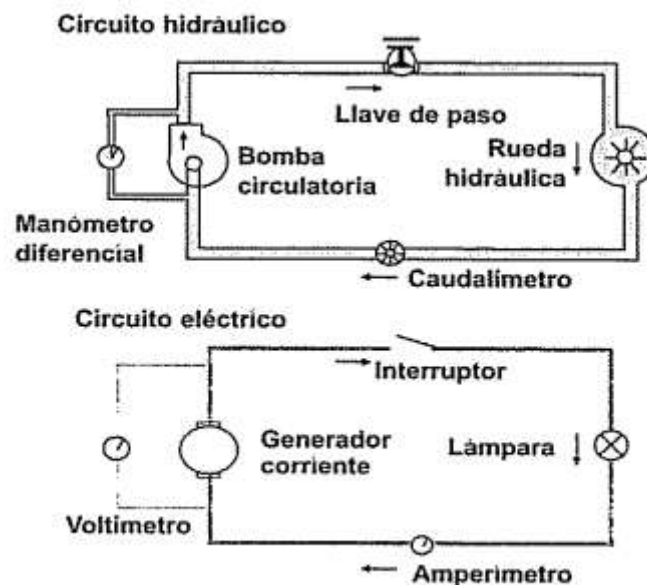 Circuito hidráulico
Llave de paso
Bomba
circulatoria
Rueda
hidráulica
Manómetro
diferencial
Caudalímetro
Circuito eléctrico
Interruptor
Generador
corriente
Lámpara
Voltímetro
Amperímetro